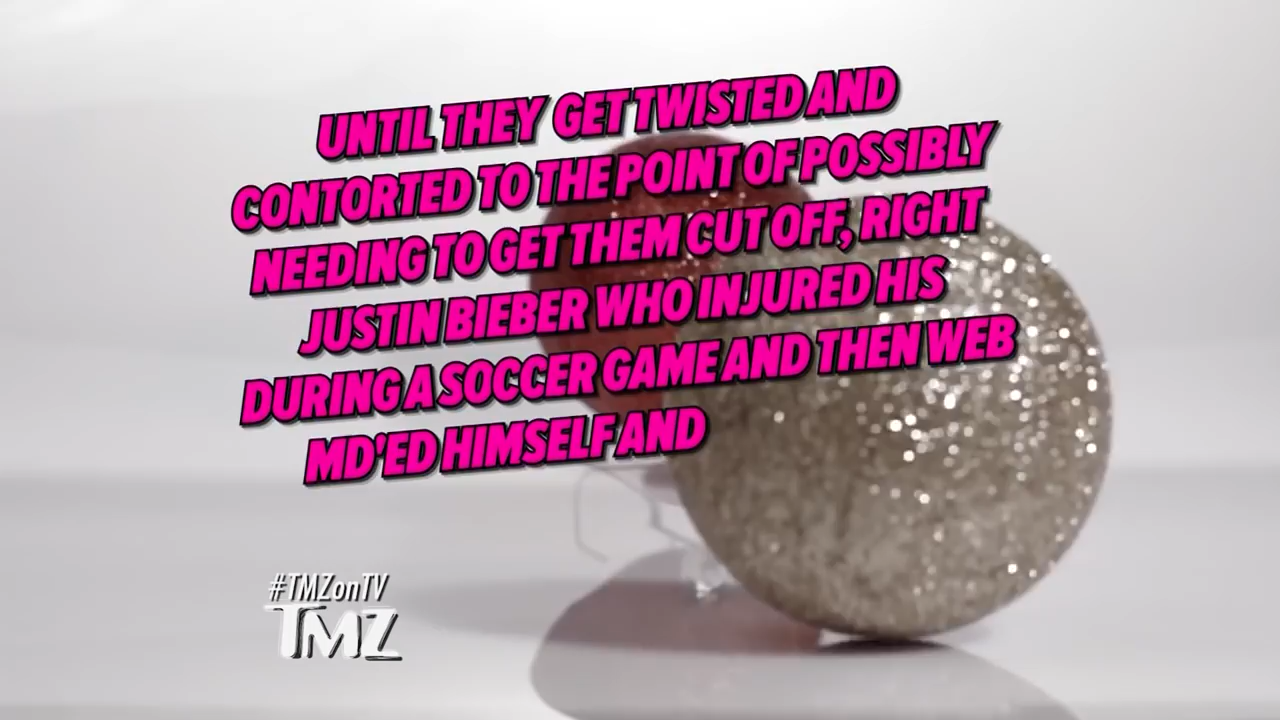 UNTIL THEY GET TWISTED AND
CONTORTED TO THE POINT OF POSSIBLY
NEEDING TO GET THEM CUT OFF, RIGHT
JUSTIN BIEBER WHO INJURED HIS
DURING A SOCCER GAME AND THEN WEB
MD'ED HIMSELF AND
#TMZonTV
TMZ